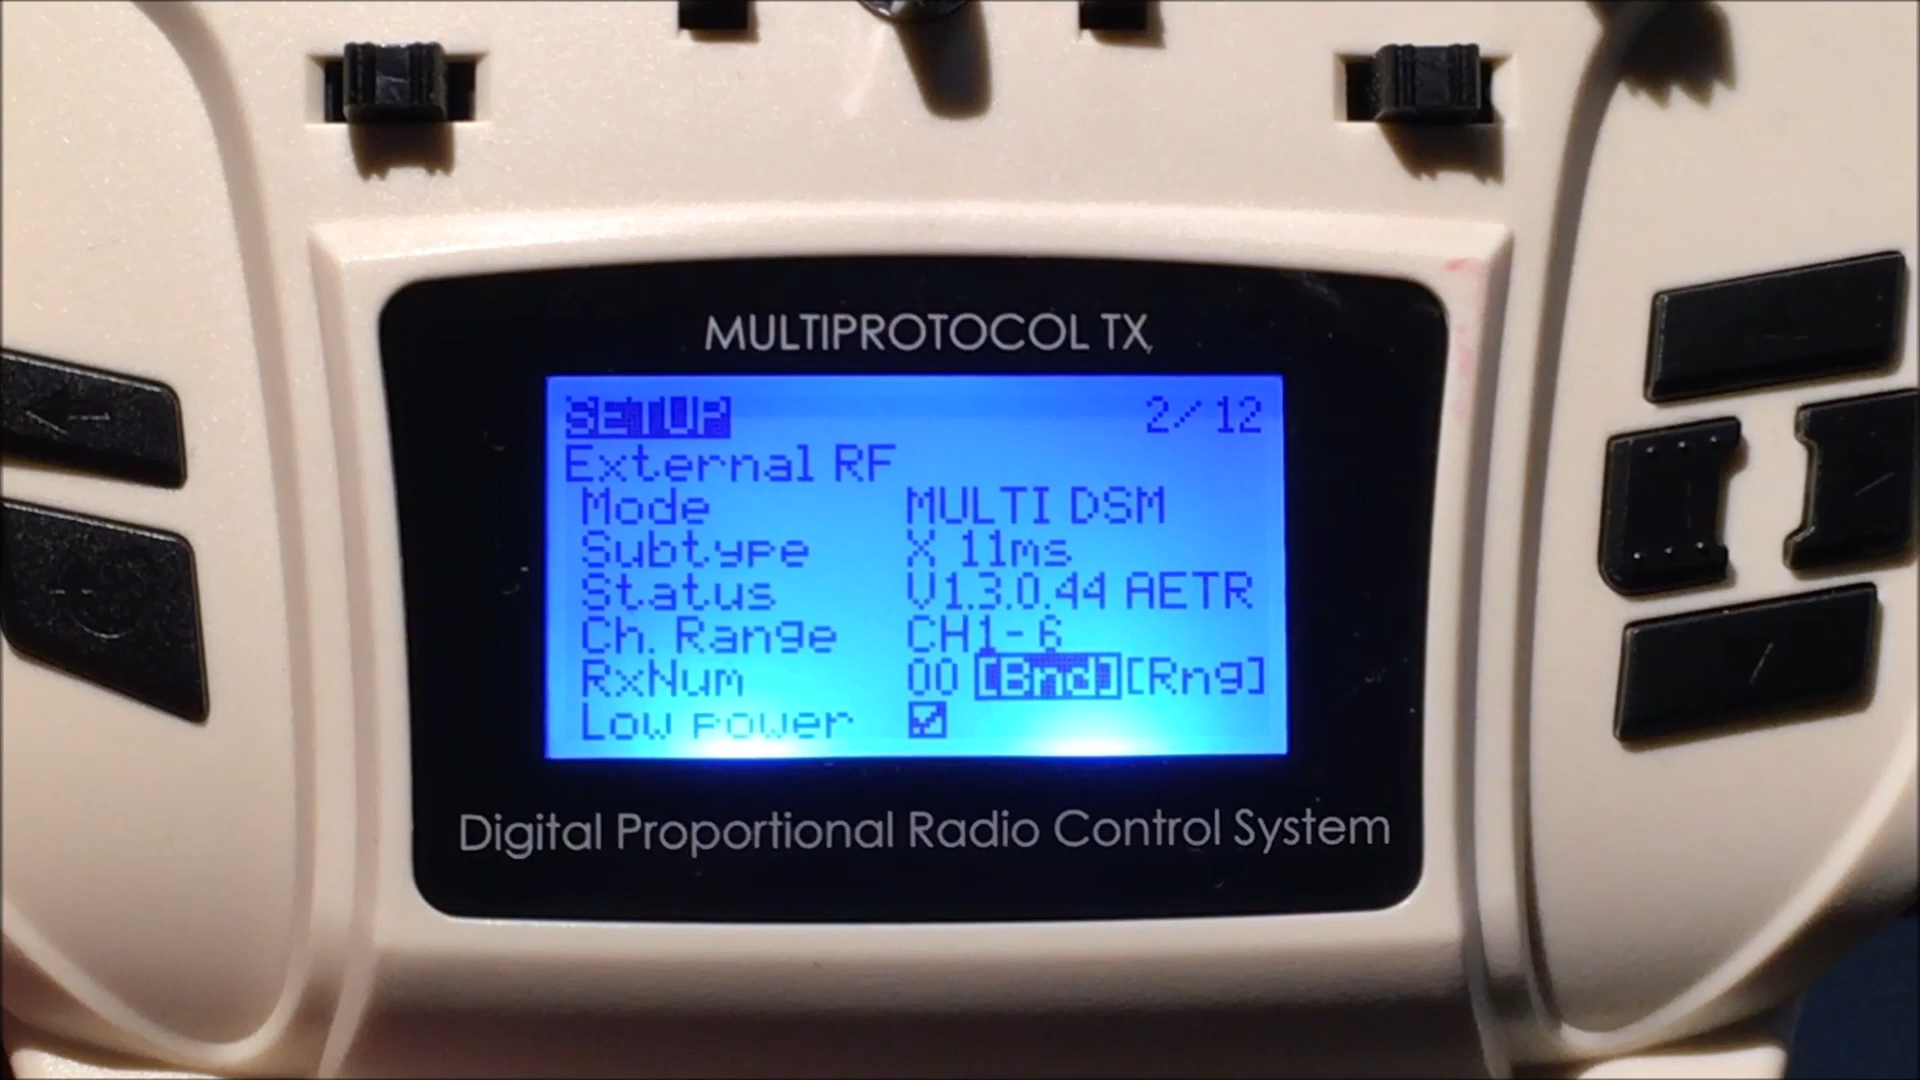 MULTIPROTOCOL TX
SETUP 2/12
External RF
Mode MULTI DSM
Subtype X 11ms
Status V1.3.0.44 AETR
Ch. Range CH1-6
RxNum 00 [Bnd] [Rng]
Low power
Digital Proportional Radio Control System